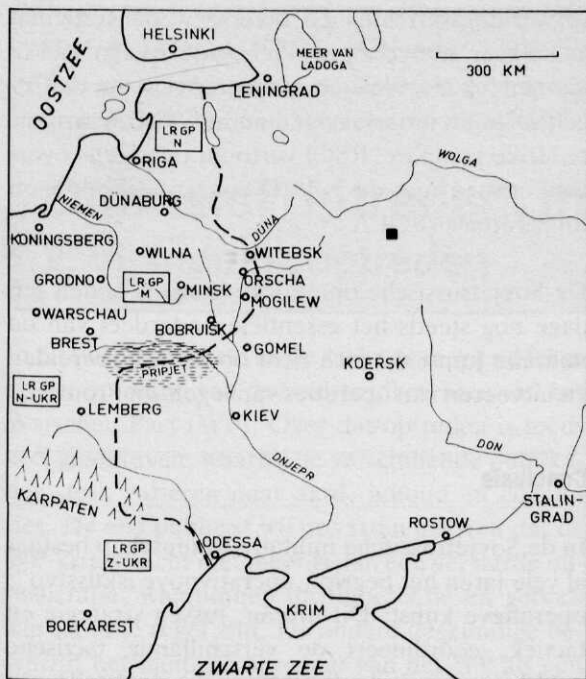 HELSINKI
MEER VAN
LADOGA
300 KM
LENINGRAD
OOSTZEE
LR GP
N
RIGA
WOLGA
DÜNABURG
NIEMEN
DÜNA
KONINGSBERG
WILNA
WITEBSK
GRODNO
LR GP
M
MINSK
ORSCHA
MOGILEW
WARSCHAU
BOBRUISK
BREST
GOMEL
PRIPJET
KOERSK
LR GP
N-UKR
LEMBERG
KIEV
DNJEPR
DON
STALIN-
GRAD
KARPATEN
ROSTOW
LR GP
Z-UKR
ODESSA
KRIM
BOEKAREST
ZWARTE ZEE